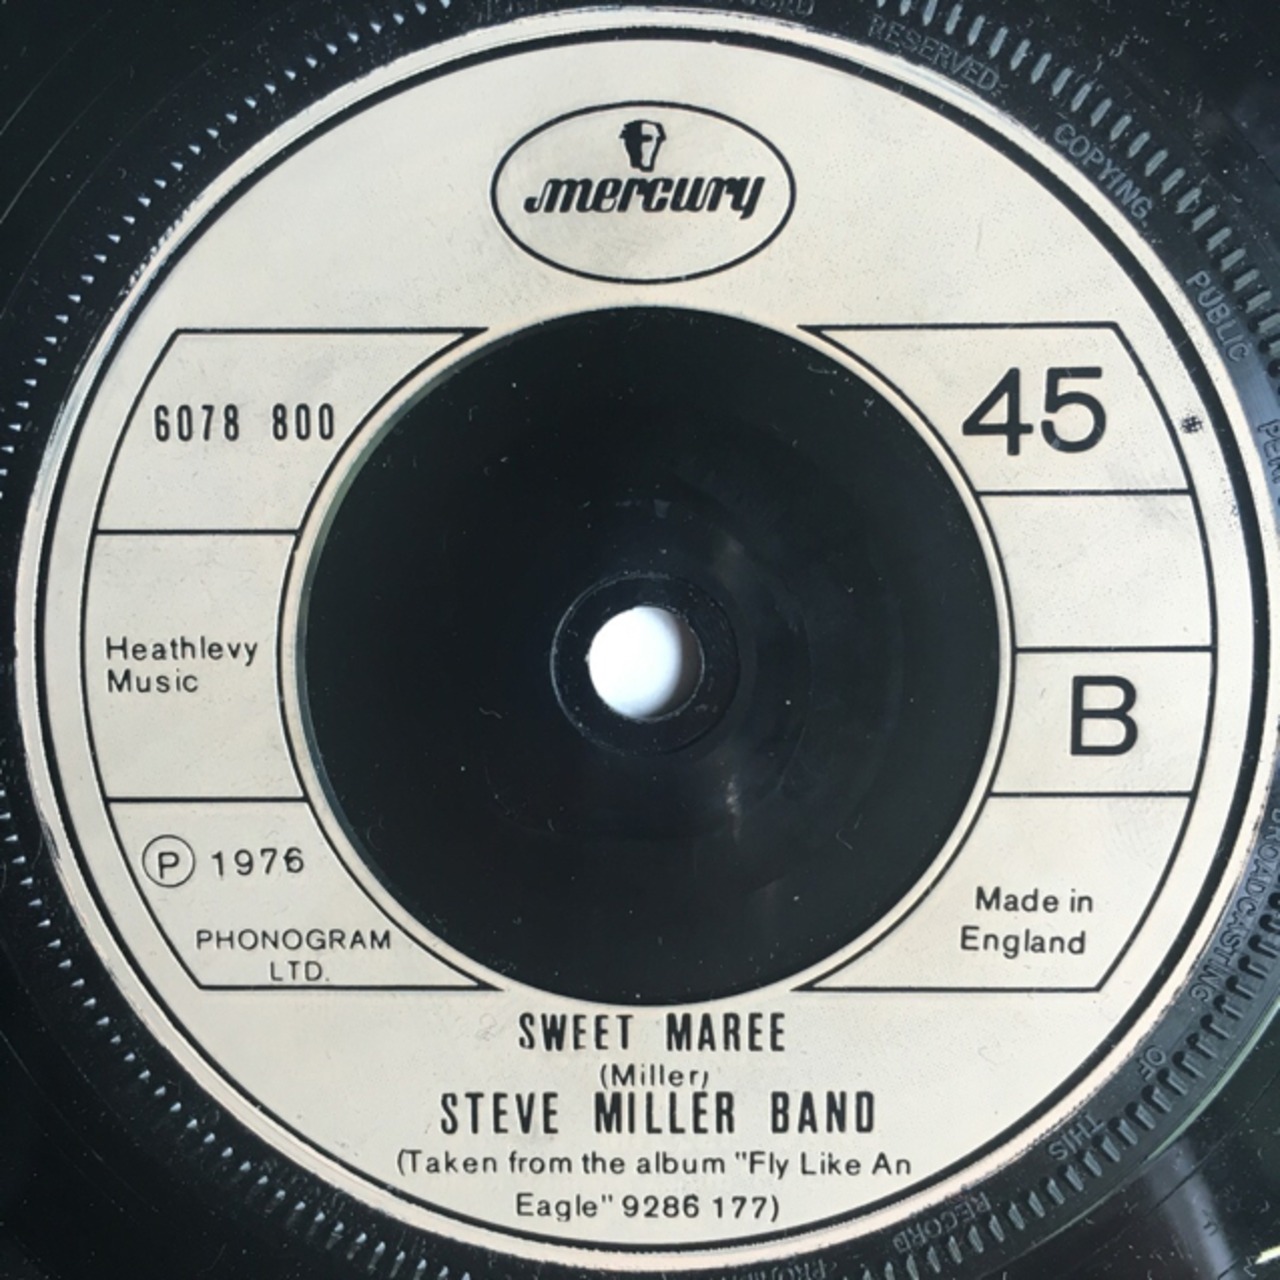 mercury
6078 800
45
Heathlevy
Music
B
Ⓟ 1976
PHONOGRAM
LTD.
Made in
England
SWEET MAREE
(Miller)
STEVE MILLER BAND
(Taken from the album "Fly Like An
Eagle" 9286 177)
RESERVED.
COPYING.
PUBLIC
BROADCASTING
OF
THIS
RECORD